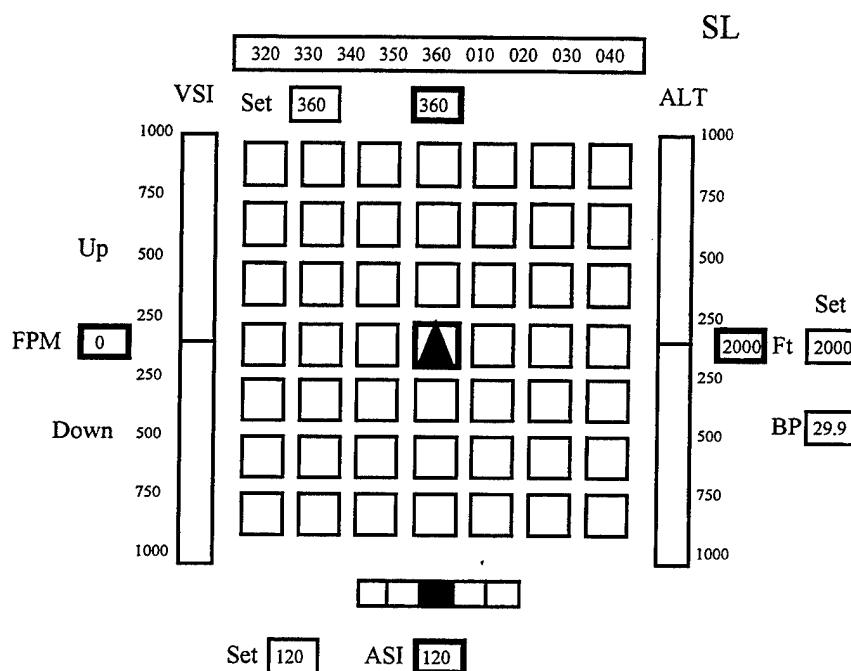 SL
320 330 340 350 360 010 020 030 040
VSI Set 360 360 ALT
1000 1000
750 750
Up 500 500
250 250 Set
FPM 0 2000 Ft 2000
250 250
Down 500 500 BP 29.9
750 750
1000 1000
Set 120 ASI 120